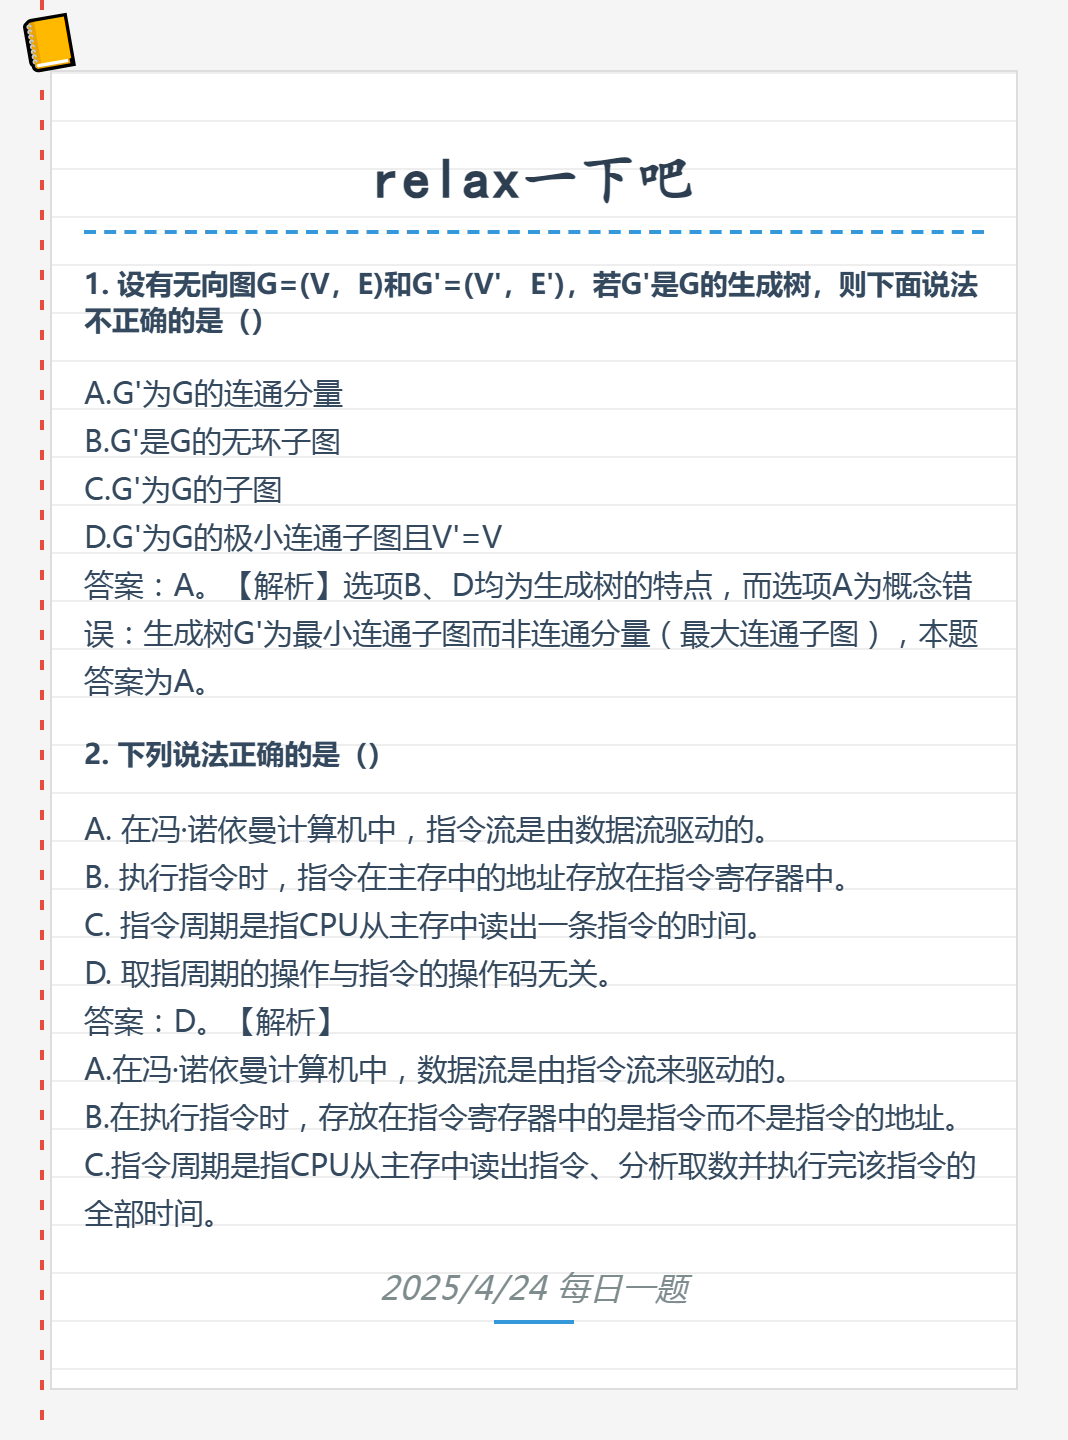 relax一下吧
1. 设有无向图G=(V，E)和G'=(V'，E')，若G'是G的生成树，则下面说法
不正确的是（）
A.G'为G的连通分量
B.G'是G的无环子图
C.G'为G的子图
D.G'为G的极小连通子图且V'=V
答案：A。【解析】选项B、D均为生成树的特点，而选项A为概念错
误：生成树G'为最小连通子图而非连通分量（最大连通子图），本题
答案为A。
2. 下列说法正确的是（）
A. 在冯·诺依曼计算机中，指令流是由数据流驱动的。
B. 执行指令时，指令在主存中的地址存放在指令寄存器中。
C. 指令周期是指CPU从主存中读出一条指令的时间。
D. 取指周期的操作与指令的操作码无关。
答案：D。【解析】
A.在冯·诺依曼计算机中，数据流是由指令流来驱动的。
B.在执行指令时，存放在指令寄存器中的是指令而不是指令的地址。
C.指令周期是指CPU从主存中读出指令、分析取数并执行完该指令的
全部时间。
2025/4/24 每日一题